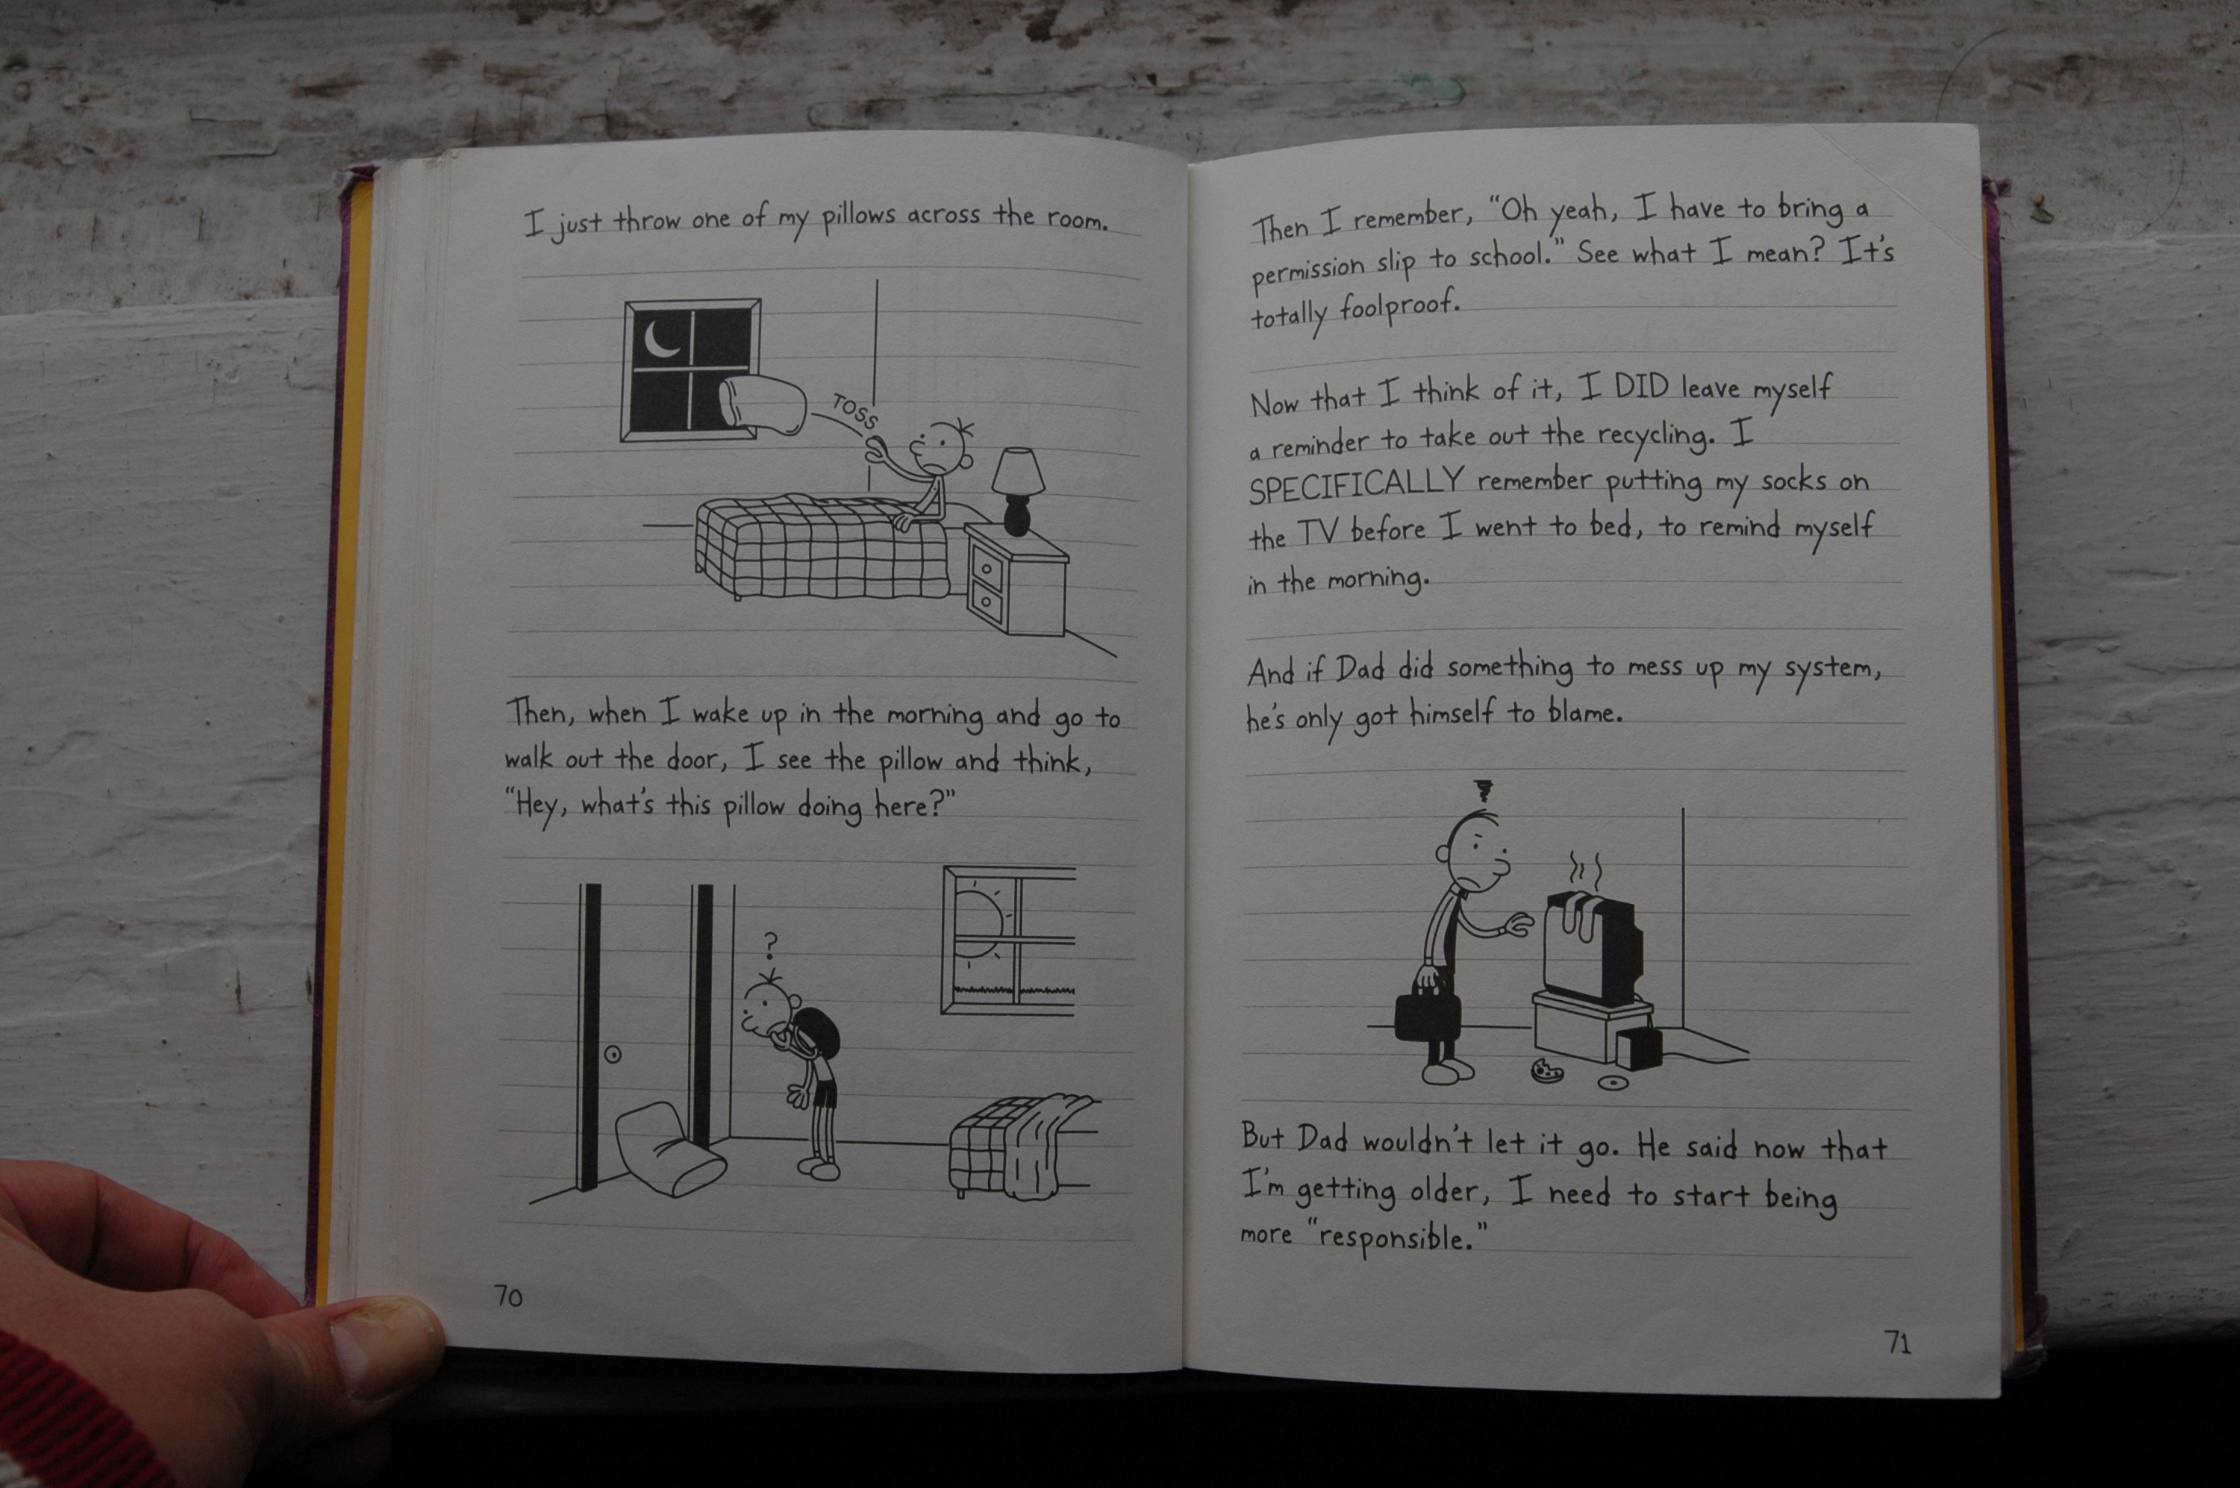 I just throw one of my pillows across the room.
TOSS
Then, when I wake up in the morning and go to
walk out the door, I see the pillow and think,
"Hey, what's this pillow doing here?"
?
70
Then I remember, "Oh yeah, I have to bring a
permission slip to school." See what I mean? It's
totally foolproof.
Now that I think of it, I DID leave myself
a reminder to take out the recycling. I
SPECIFICALLY remember putting my socks on
the TV before I went to bed, to remind myself
in the morning.
And if Dad did something to mess up my system,
he's only got himself to blame.
But Dad wouldn't let it go. He said now that
I'm getting older, I need to start being
more "responsible."
71